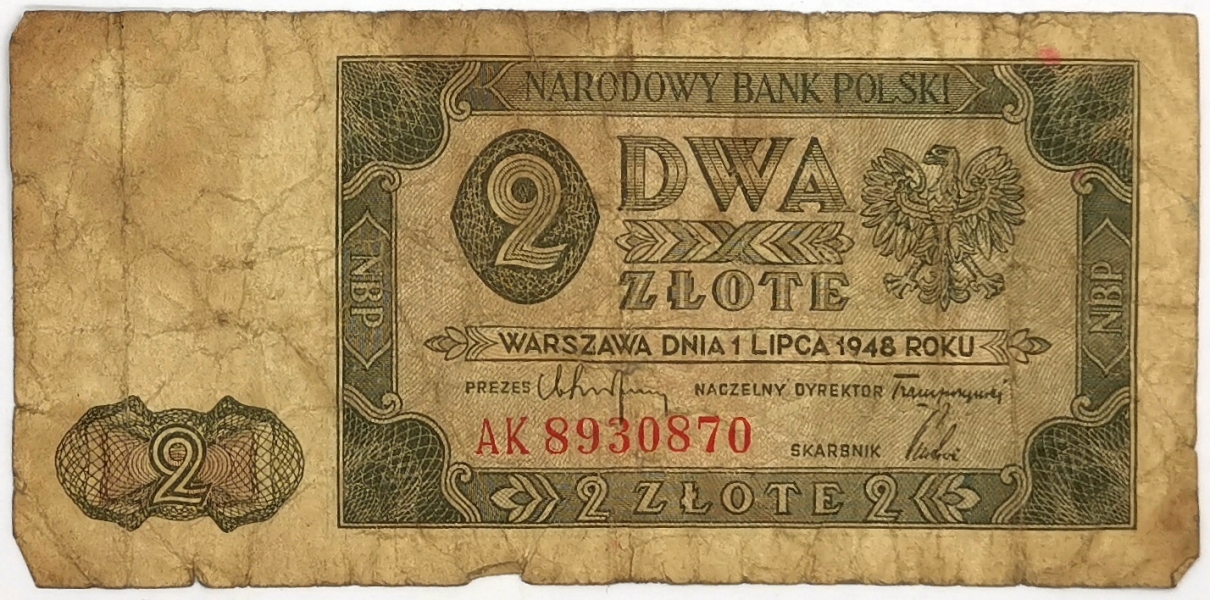 NARODOWY BANK POLSKI
2
DWA
ZŁOTE
NBP
NBP
WARSZAWA DNIA 1 LIPCA 1948 ROKU
PREZES NACZELNY DYREKTOR
AK 8930870
SKARBNIK
2
2 ZŁOTE 2